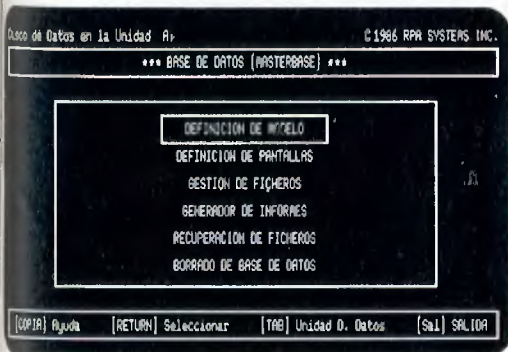 Disco de Datos en la Unidad A:
©1986 RPA SYSTEMS INC.
*** BASE DE DATOS (MASTERBASE) ***
DEFINICION DE MODELO
DEFINICION DE PANTALLAS
GESTION DE FICHEROS
GENERADOR DE INFORMES
RECUPERACION DE FICHEROS
BORRADO DE BASE DE DATOS
[COPIA] Ayuda [RETURN] Seleccionar [TAB] Unidad D. Datos [Sal] SALIDA